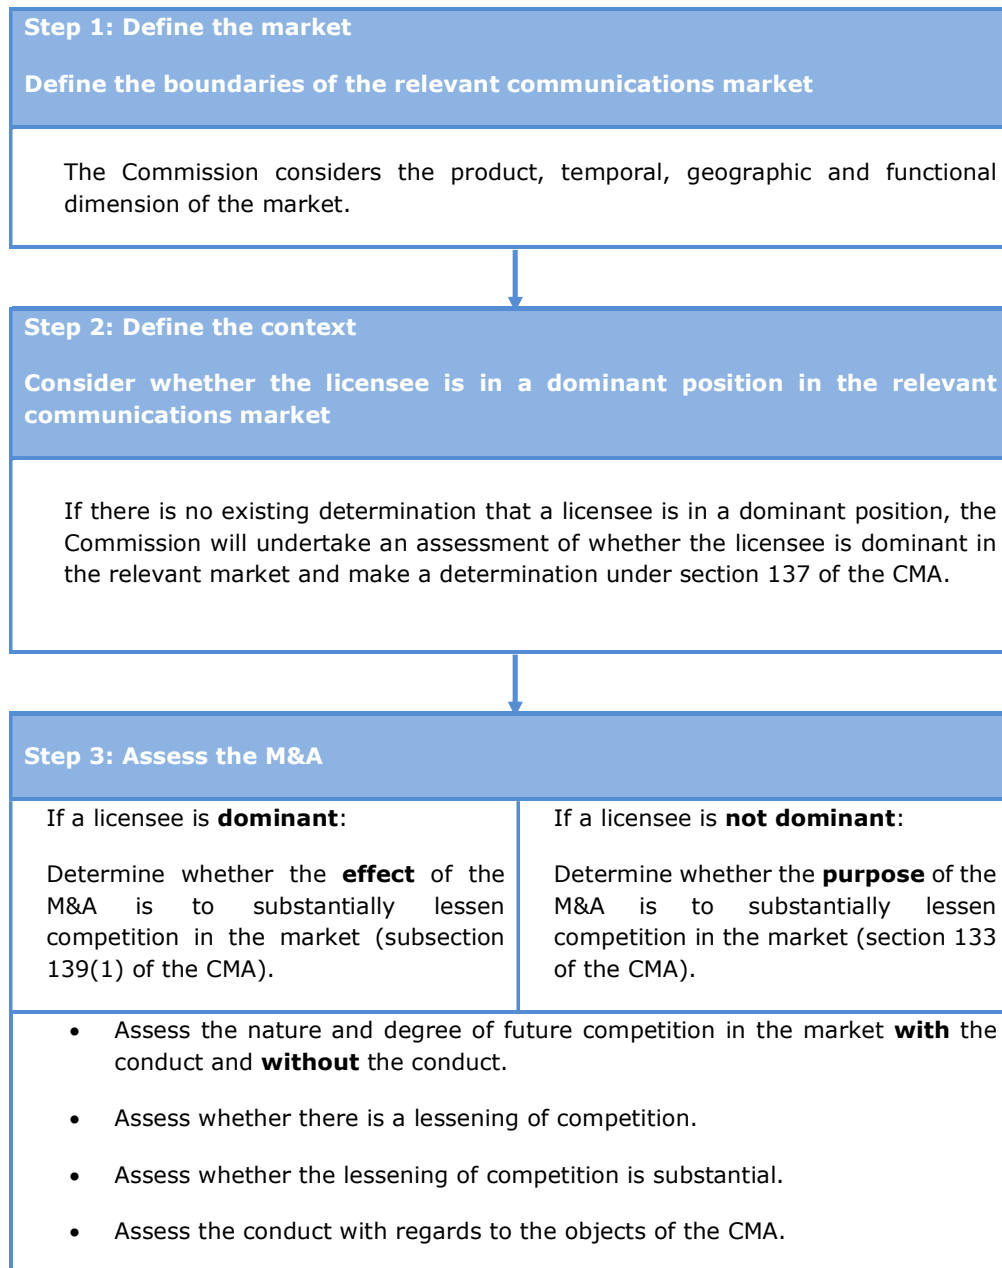 Step 1: Define the market
Define the boundaries of the relevant communications market
The Commission considers the product, temporal, geographic and functional
dimension of the market.
Step 2: Define the context
Consider whether the licensee is in a dominant position in the relevant
communications market
If there is no existing determination that a licensee is in a dominant position, the
Commission will undertake an assessment of whether the licensee is dominant in
the relevant market and make a determination under section 137 of the CMA.
Step 3: Assess the M&A
If a licensee is dominant:
Determine whether the effect of the
M&A is to substantially lessen
competition in the market (subsection
139(1) of the CMA).
If a licensee is not dominant:
Determine whether the purpose of the
M&A is to substantially lessen
competition in the market (section 133
of the CMA).
• Assess the nature and degree of future competition in the market with the
conduct and without the conduct.
• Assess whether there is a lessening of competition.
• Assess whether the lessening of competition is substantial.
• Assess the conduct with regards to the objects of the CMA.